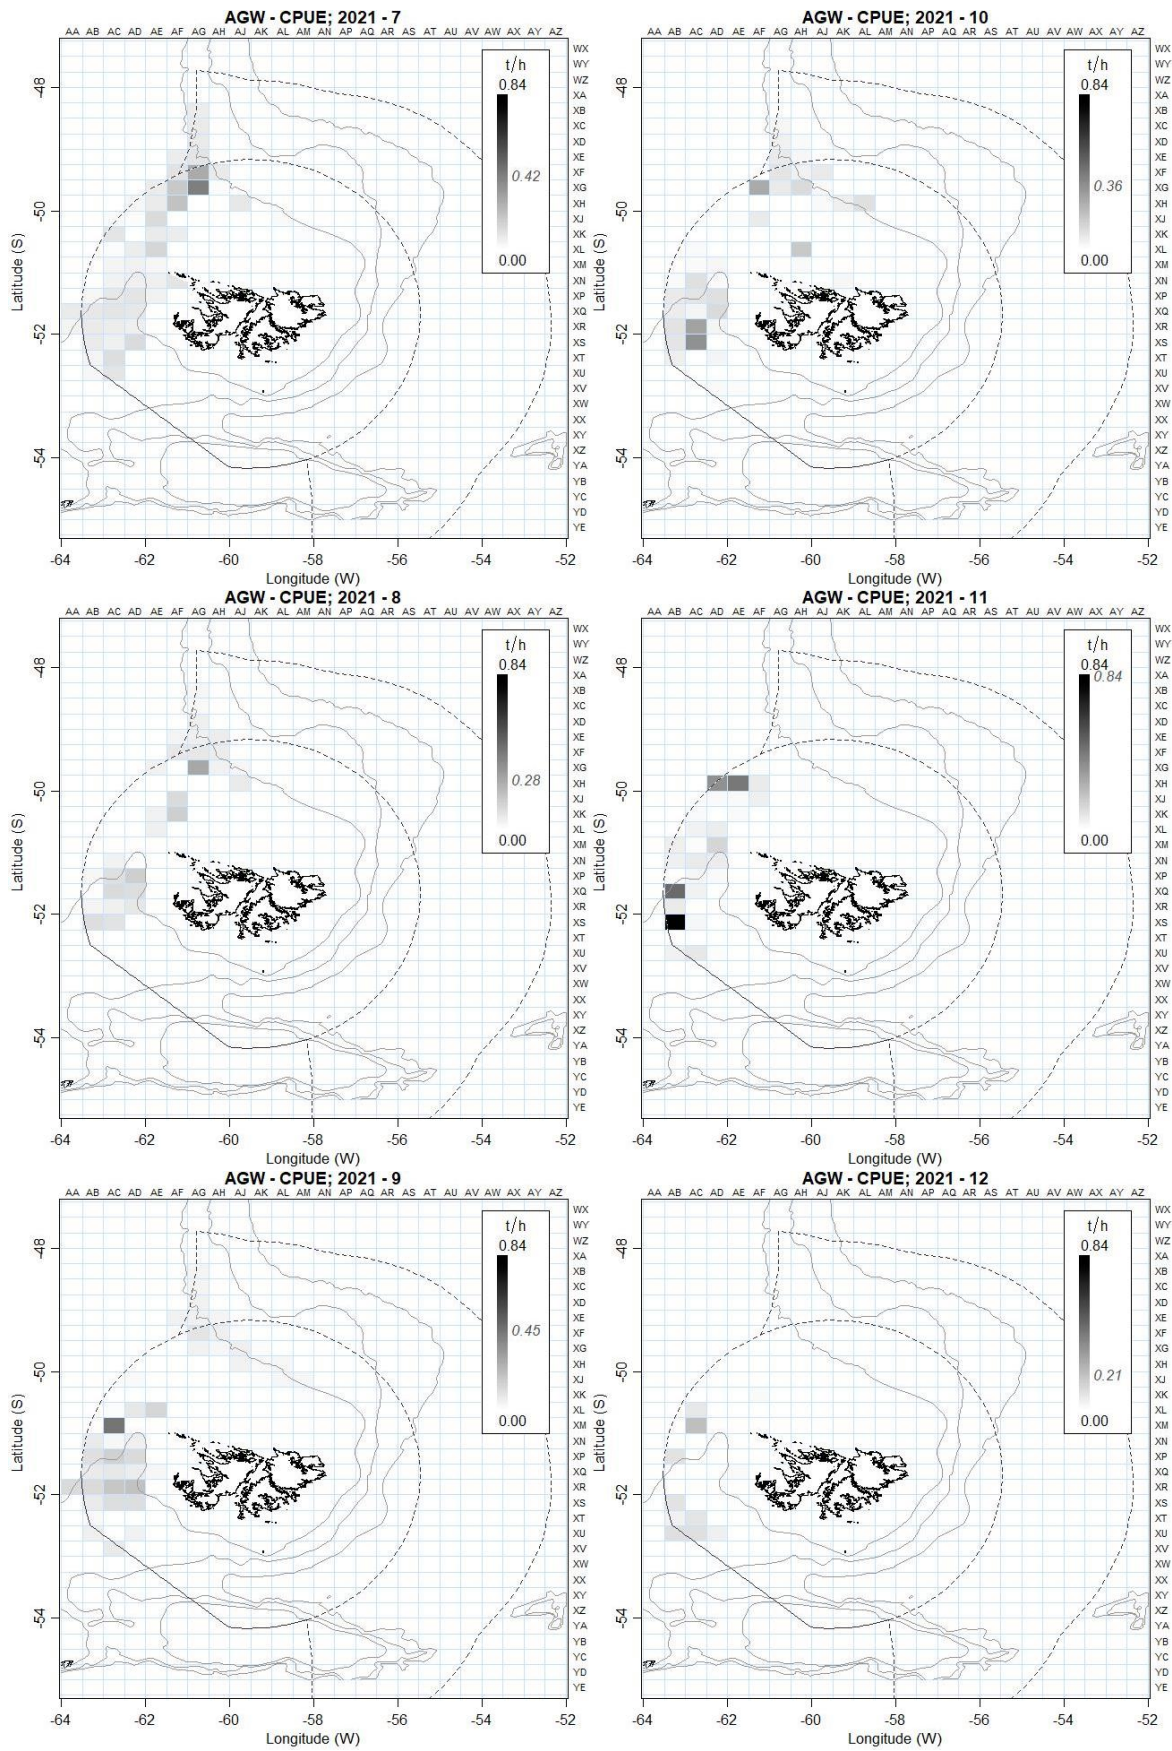 AGW - CPUE; 2021 - 7
AA AB AC AD AE AF AG AH AJ AK AL AM AN AP AQ AR AS AT AU AV AW AX AY AZ
t/h
0.84
0.42
0.00
WX
WY
WZ
XA
XB
XC
XD
XE
XF
XG
XH
XJ
XK
XL
XM
XN
XP
XQ
XR
XS
XT
XU
XV
XW
XX
XY
XZ
YA
YB
YC
YD
YE
Latitude (S)
-48
-50
-52
-54
-64 -62 -60 -58 -56 -54 -52
Longitude (W)
AGW - CPUE; 2021 - 10
AA AB AC AD AE AF AG AH AJ AK AL AM AN AP AQ AR AS AT AU AV AW AX AY AZ
t/h
0.84
0.36
0.00
WX
WY
WZ
XA
XB
XC
XD
XE
XF
XG
XH
XJ
XK
XL
XM
XN
XP
XQ
XR
XS
XT
XU
XV
XW
XX
XY
XZ
YA
YB
YC
YD
YE
Latitude (S)
-48
-50
-52
-54
-64 -62 -60 -58 -56 -54 -52
Longitude (W)
AGW - CPUE; 2021 - 8
AA AB AC AD AE AF AG AH AJ AK AL AM AN AP AQ AR AS AT AU AV AW AX AY AZ
t/h
0.84
0.28
0.00
WX
WY
WZ
XA
XB
XC
XD
XE
XF
XG
XH
XJ
XK
XL
XM
XN
XP
XQ
XR
XS
XT
XU
XV
XW
XX
XY
XZ
YA
YB
YC
YD
YE
Latitude (S)
-48
-50
-52
-54
-64 -62 -60 -58 -56 -54 -52
Longitude (W)
AGW - CPUE; 2021 - 11
AA AB AC AD AE AF AG AH AJ AK AL AM AN AP AQ AR AS AT AU AV AW AX AY AZ
t/h
0.84
0.84
0.00
WX
WY
WZ
XA
XB
XC
XD
XE
XF
XG
XH
XJ
XK
XL
XM
XN
XP
XQ
XR
XS
XT
XU
XV
XW
XX
XY
XZ
YA
YB
YC
YD
YE
Latitude (S)
-48
-50
-52
-54
-64 -62 -60 -58 -56 -54 -52
Longitude (W)
AGW - CPUE; 2021 - 9
AA AB AC AD AE AF AG AH AJ AK AL AM AN AP AQ AR AS AT AU AV AW AX AY AZ
t/h
0.84
0.45
0.00
WX
WY
WZ
XA
XB
XC
XD
XE
XF
XG
XH
XJ
XK
XL
XM
XN
XP
XQ
XR
XS
XT
XU
XV
XW
XX
XY
XZ
YA
YB
YC
YD
YE
Latitude (S)
-48
-50
-52
-54
-64 -62 -60 -58 -56 -54 -52
Longitude (W)
AGW - CPUE; 2021 - 12
AA AB AC AD AE AF AG AH AJ AK AL AM AN AP AQ AR AS AT AU AV AW AX AY AZ
t/h
0.84
0.21
0.00
WX
WY
WZ
XA
XB
XC
XD
XE
XF
XG
XH
XJ
XK
XL
XM
XN
XP
XQ
XR
XS
XT
XU
XV
XW
XX
XY
XZ
YA
YB
YC
YD
YE
Latitude (S)
-48
-50
-52
-54
-64 -62 -60 -58 -56 -54 -52
Longitude (W)